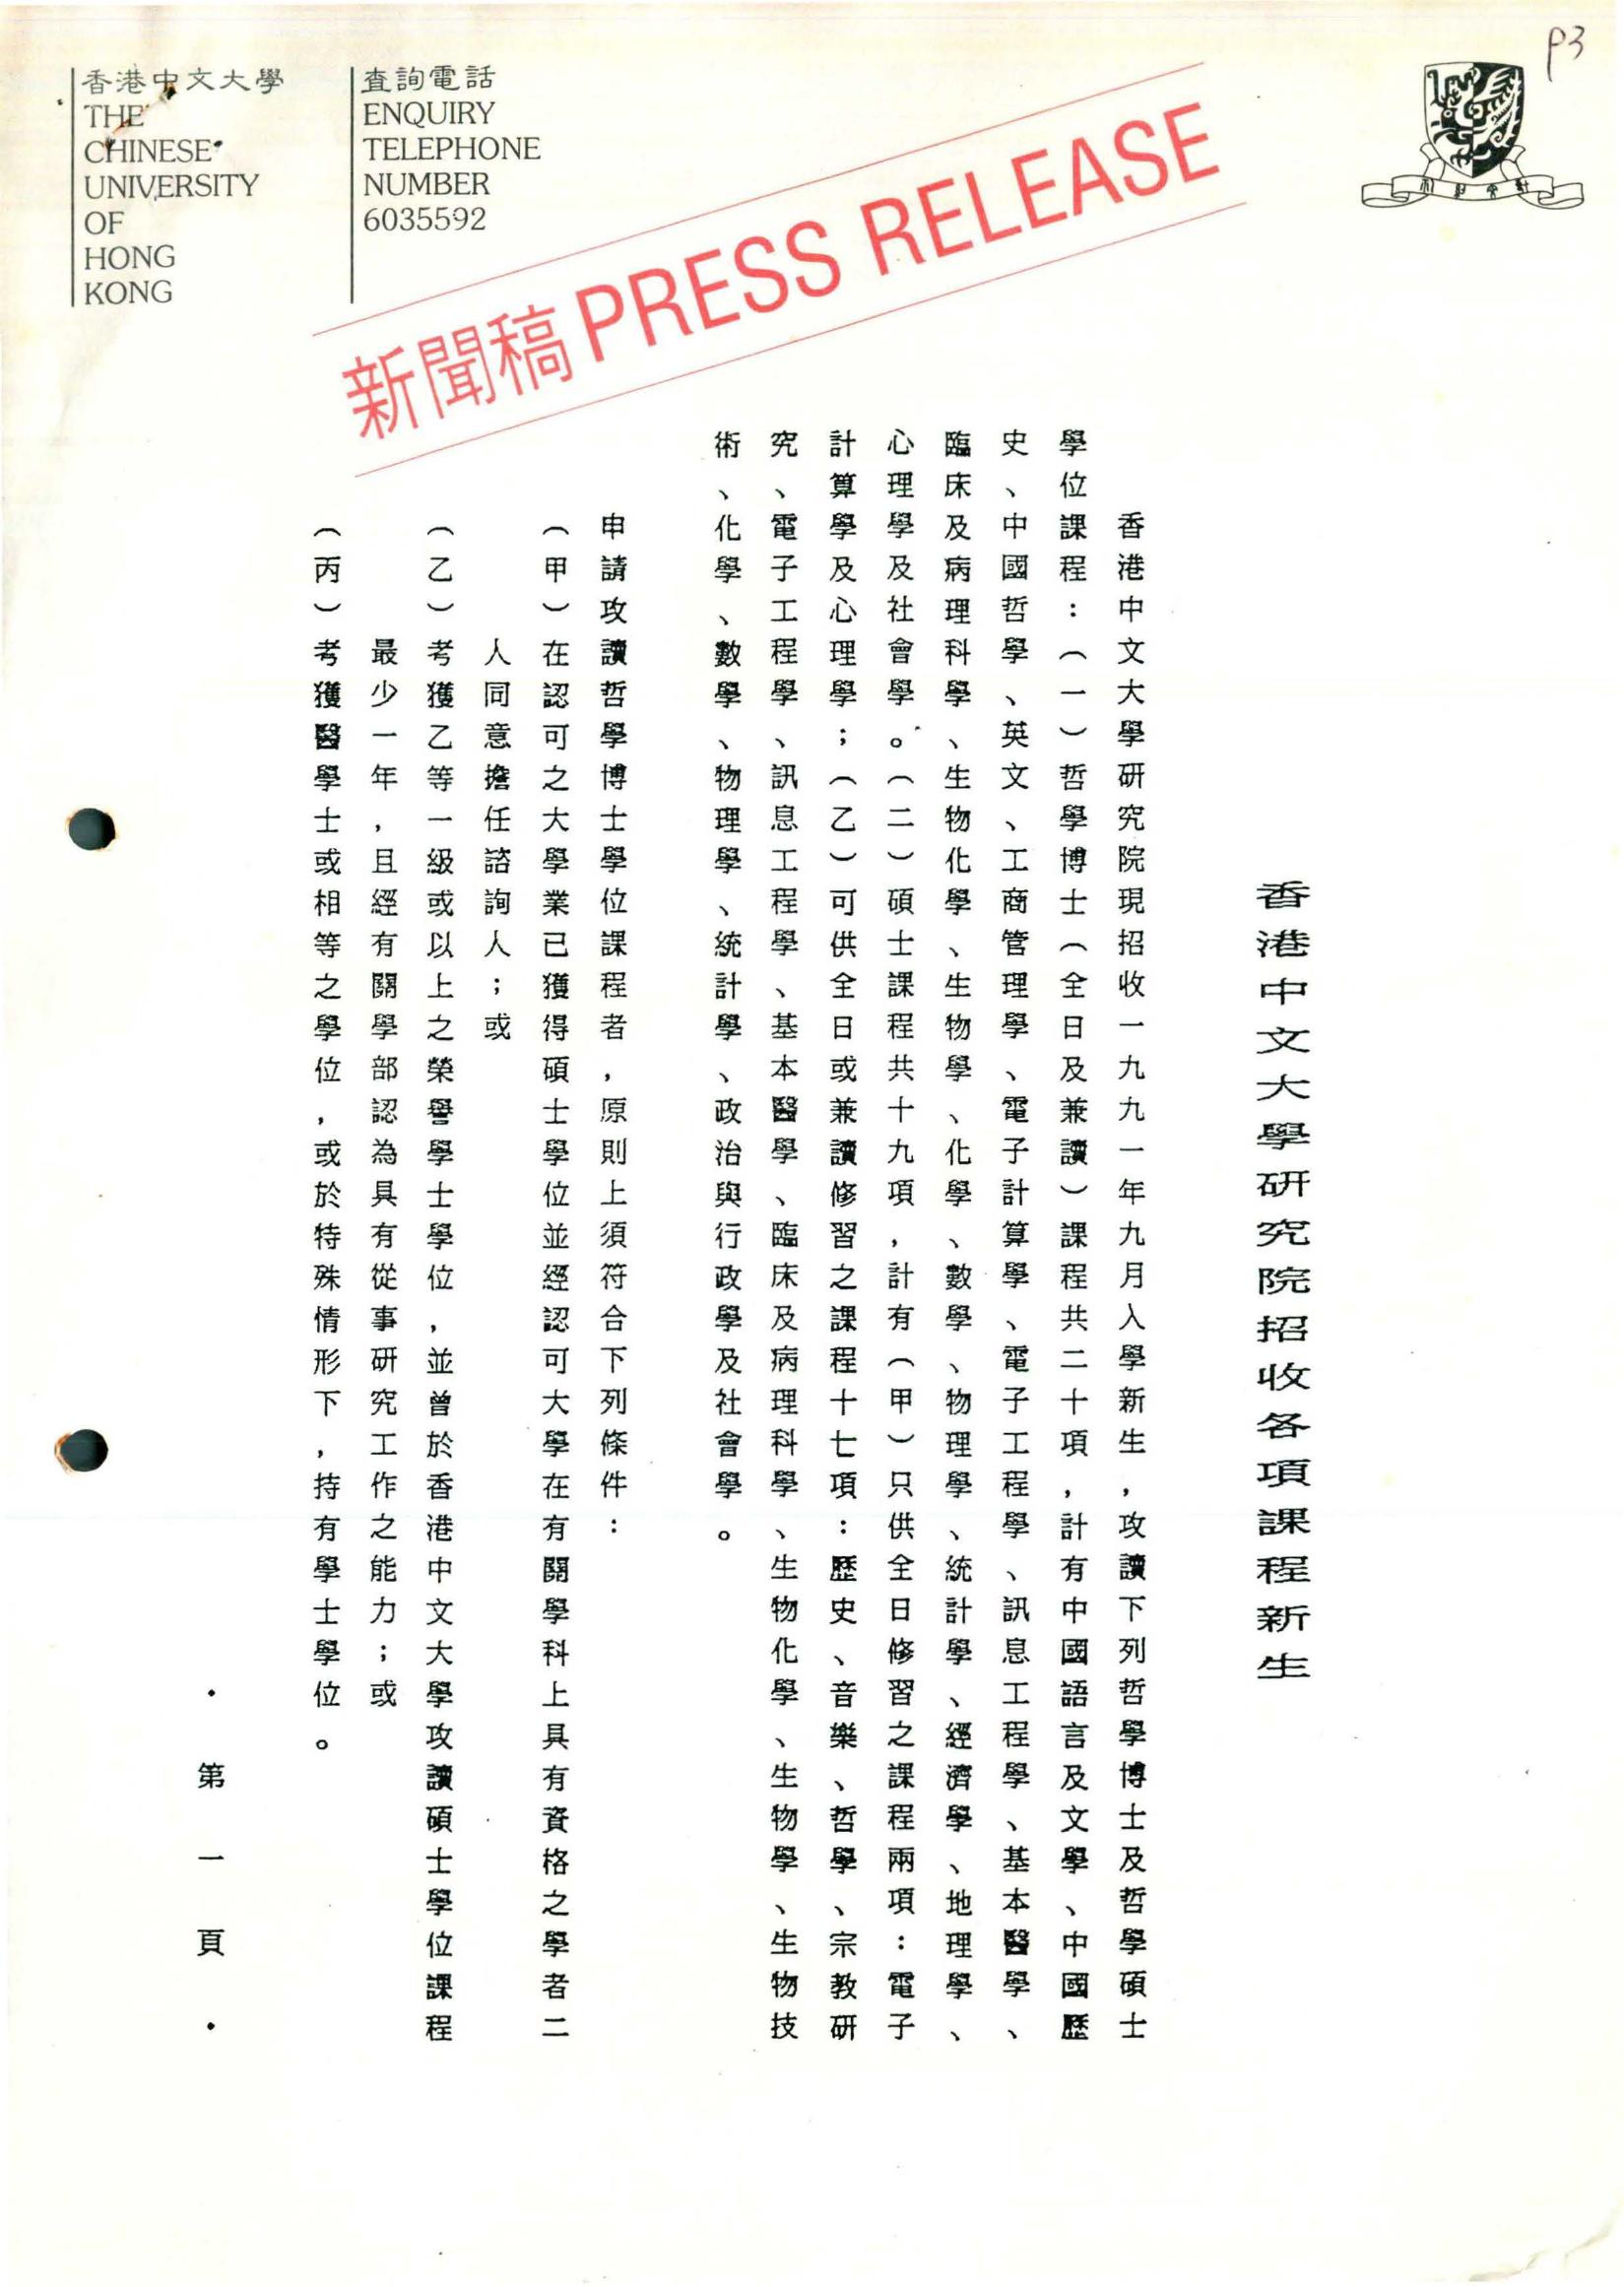 P3
香港中文大學
THE
CHINESE
UNIVERSITY
OF
HONG
KONG
查詢電話
ENQUIRY
TELEPHONE
NUMBER
6035592
新聞稿 PRESS RELEASE
香港中文大學研究院招收各項課程新生
香港中文大學研究院現招收一九九一年九月入學新生，攻讀下列哲學博士及哲學碩士
學位課程：（一）哲學博士（全日及兼讀）課程共二十項，計有中國語言及文學、中國歷
史、中國哲學、英文、工商管理學、電子計算學、電子工程學、訊息工程學、基本醫學、
臨床及病理科學、生物化學、生物學、化學、數學、物理學、統計學、經濟學、地理學、
心理學及社會學。（二）碩士課程共十九項，計有（甲）只供全日修習之課程兩項：電子
計算學及心理學；（乙）可供全日或兼讀修習之課程十七項：歷史、音樂、哲學、宗教研
究、電子工程學、訊息工程學、基本醫學、臨床及病理科學、生物化學、生物學、生物技
術、化學、數學、物理學、統計學、政治與行政學及社會學。
申請攻讀哲學博士學位課程者，原則上須符合下列條件：
（甲）在認可之大學業已獲得碩士學位並經認可大學在有關學科上具有資格之學者二
人同意擔任諮詢人；或
（乙）考獲乙等一級或以上之榮譽學士學位，並曾於香港中文大學攻讀碩士學位課程
最少一年，且經有關學部認為具有從事研究工作之能力；或
（丙）考獲醫學士或相等之學位，或於特殊情形下，持有學士學位。
．第一頁．